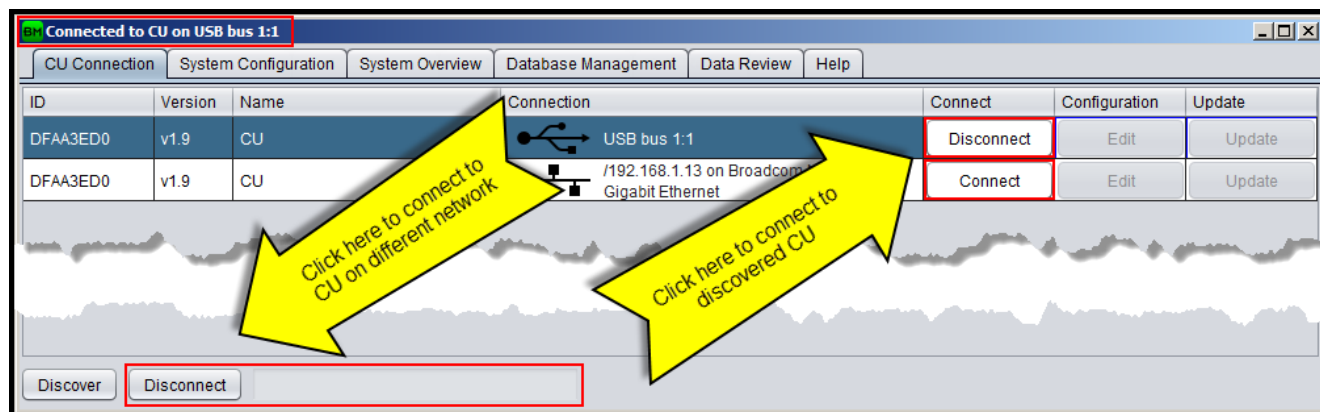 BM Connected to CU on USB bus 1:1
CU Connection System Configuration System Overview Database Management Data Review Help
ID Version Name Connection Connect Configuration Update
DFAA3ED0 v1.9 CU USB bus 1:1 Disconnect Edit Update
DFAA3ED0 v1.9 CU /192.168.1.13 on Broadcom
Gigabit Ethernet Connect Edit Update
Click here to connect to
CU on different network
Click here to connect to
discovered CU
Discover Disconnect